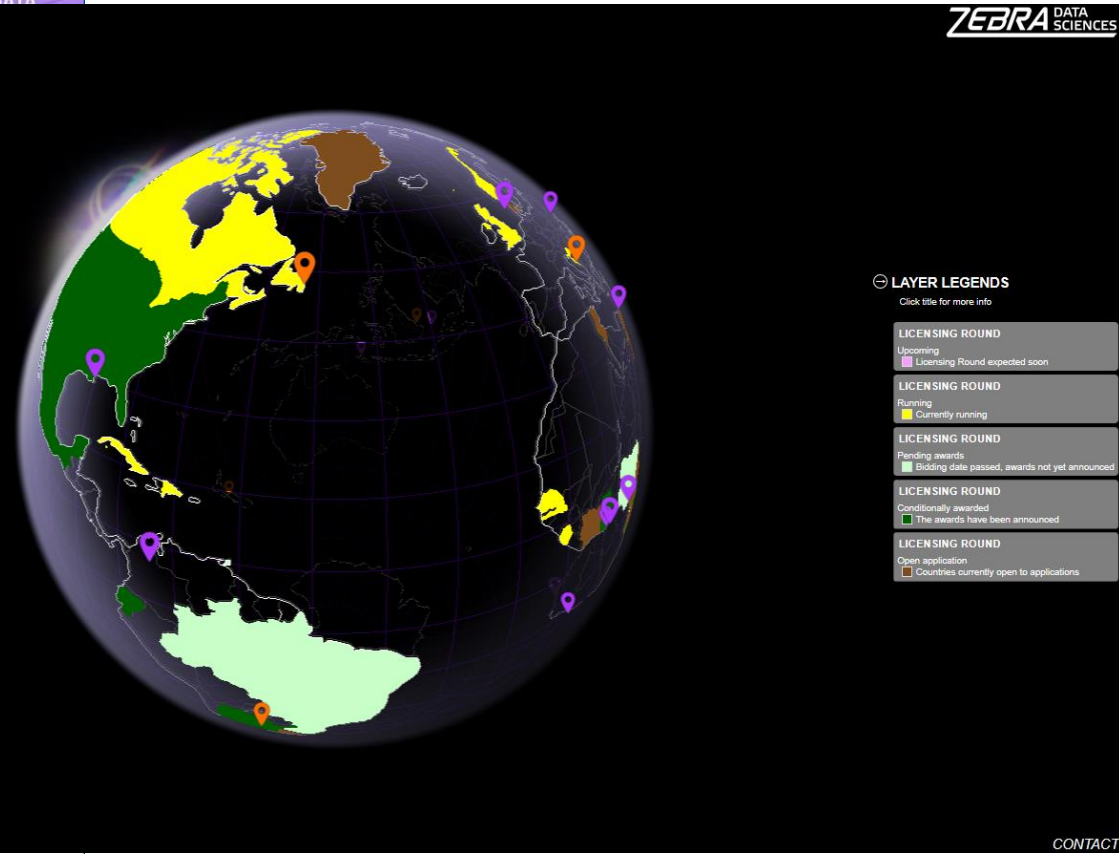 ZEBRA DATA SCIENCES
LAYER LEGENDS
Click title for more info
LICENSING ROUND
Upcoming
Licensing Round expected soon
LICENSING ROUND
Running
Currently running
LICENSING ROUND
Pending awards
Bidding date passed, awards not yet announced
LICENSING ROUND
Conditionally awarded
The awards have been announced
LICENSING ROUND
Open application
Countries currently open to applications
CONTACT